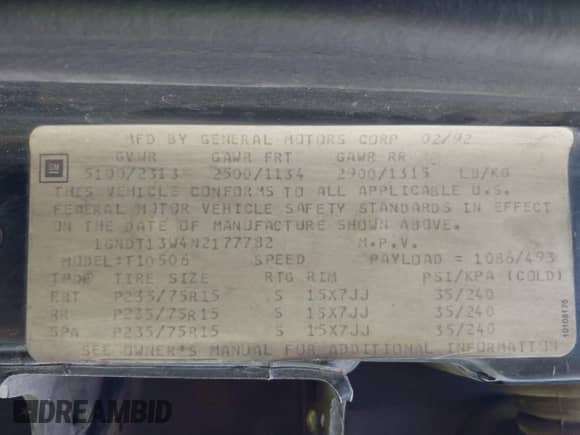 MFD BY GENERAL MOTORS CORP 02/92
GVWR GAWR FRT GAWR RR
GM 5100/2313 2500/1134 2900/1315 LB/KG
THIS VEHICLE CONFORMS TO ALL APPLICABLE U.S.
FEDERAL MOTOR VEHICLE SAFETY STANDARDS IN EFFECT
ON THE DATE OF MANUFACTURE SHOWN ABOVE.
1GNDT13W4N2177782 M.P.V.
MODEL:T10506 SPEED PAYLOAD = 1086/493
TPOE TIRE SIZE RTG RIM PSI/KPA (COLD)
FRT P235/75R15 S 15X7JJ 35/240
RR P235/75R15 S 15X7JJ 35/240
SPA P235/75R15 S 15X7JJ 35/240
SEE OWNER'S MANUAL FOR ADDITIONAL INFORMATION
10108176
DREAMBID